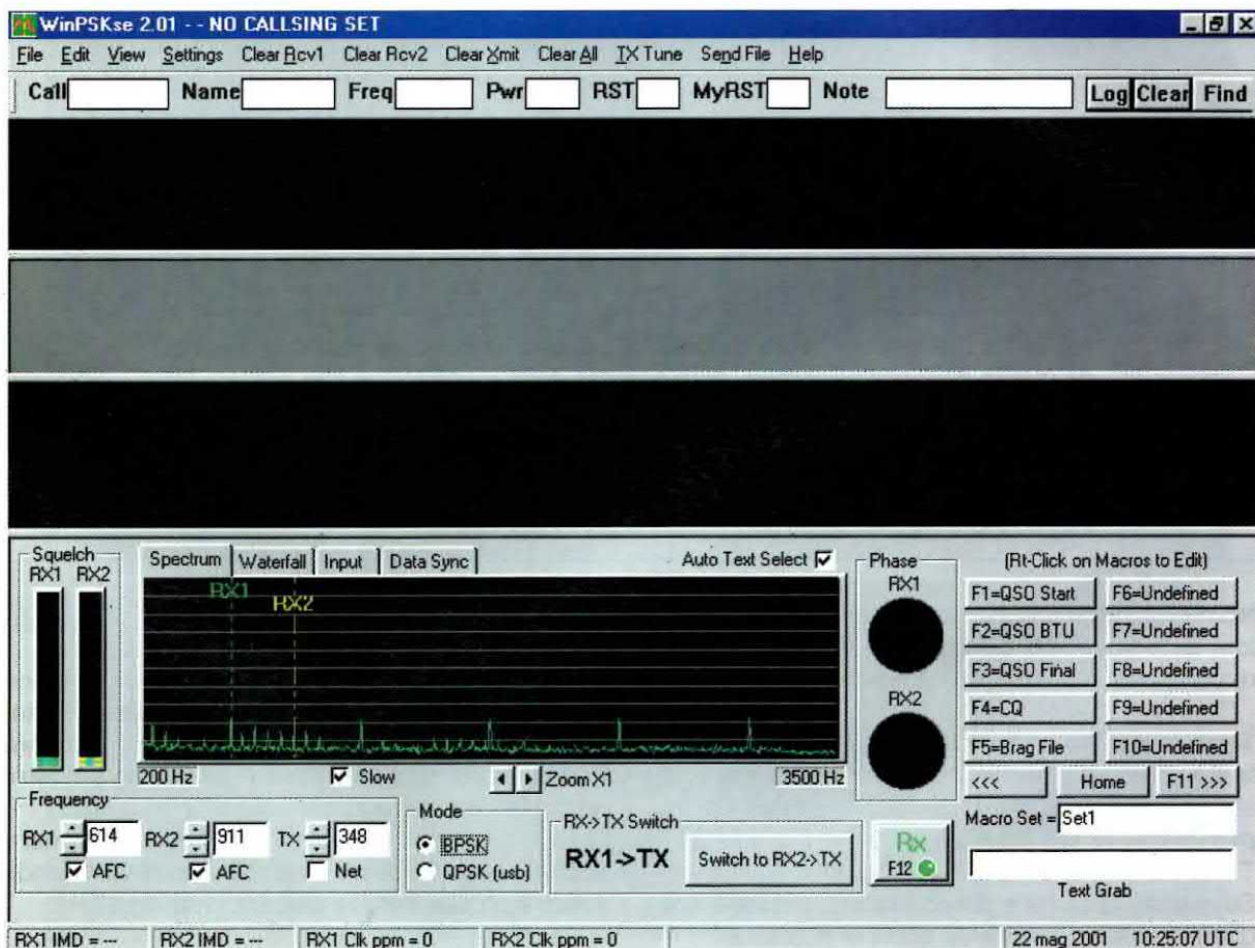 WinPSKse 2.01 - - NO CALLSING SET
File Edit View Settings Clear Rcv1 Clear Rcv2 Clear Xmit Clear All TX Tune Send File Help
Call Name Freq Pwr RST MyRST Note Log Clear Find
Squelch
RX1 RX2
Spectrum Waterfall Input Data Sync Auto Text Select
RX1
RX2
200 Hz Slow Zoom X1 3500 Hz
Phase
RX1
RX2
(Rt-Click on Macros to Edit)
F1=QSO Start F6=Undefined
F2=QSO BTU F7=Undefined
F3=QSO Final F8=Undefined
F4=CQ F9=Undefined
F5=Brag File F10=Undefined
<<< Home F11 >>>
Macro Set = Set1
Text Grab
Frequency
RX1 614 RX2 911 TX 348
AFC AFC Net
Mode
BPSK
QPSK (usb)
RX->TX Switch
RX1->TX Switch to RX2->TX
Rx
F12
RX1 IMD = --- RX2 IMD = --- RX1 Clk ppm = 0 RX2 Clk ppm = 0 22 mag 2001 10:25:07 UTC